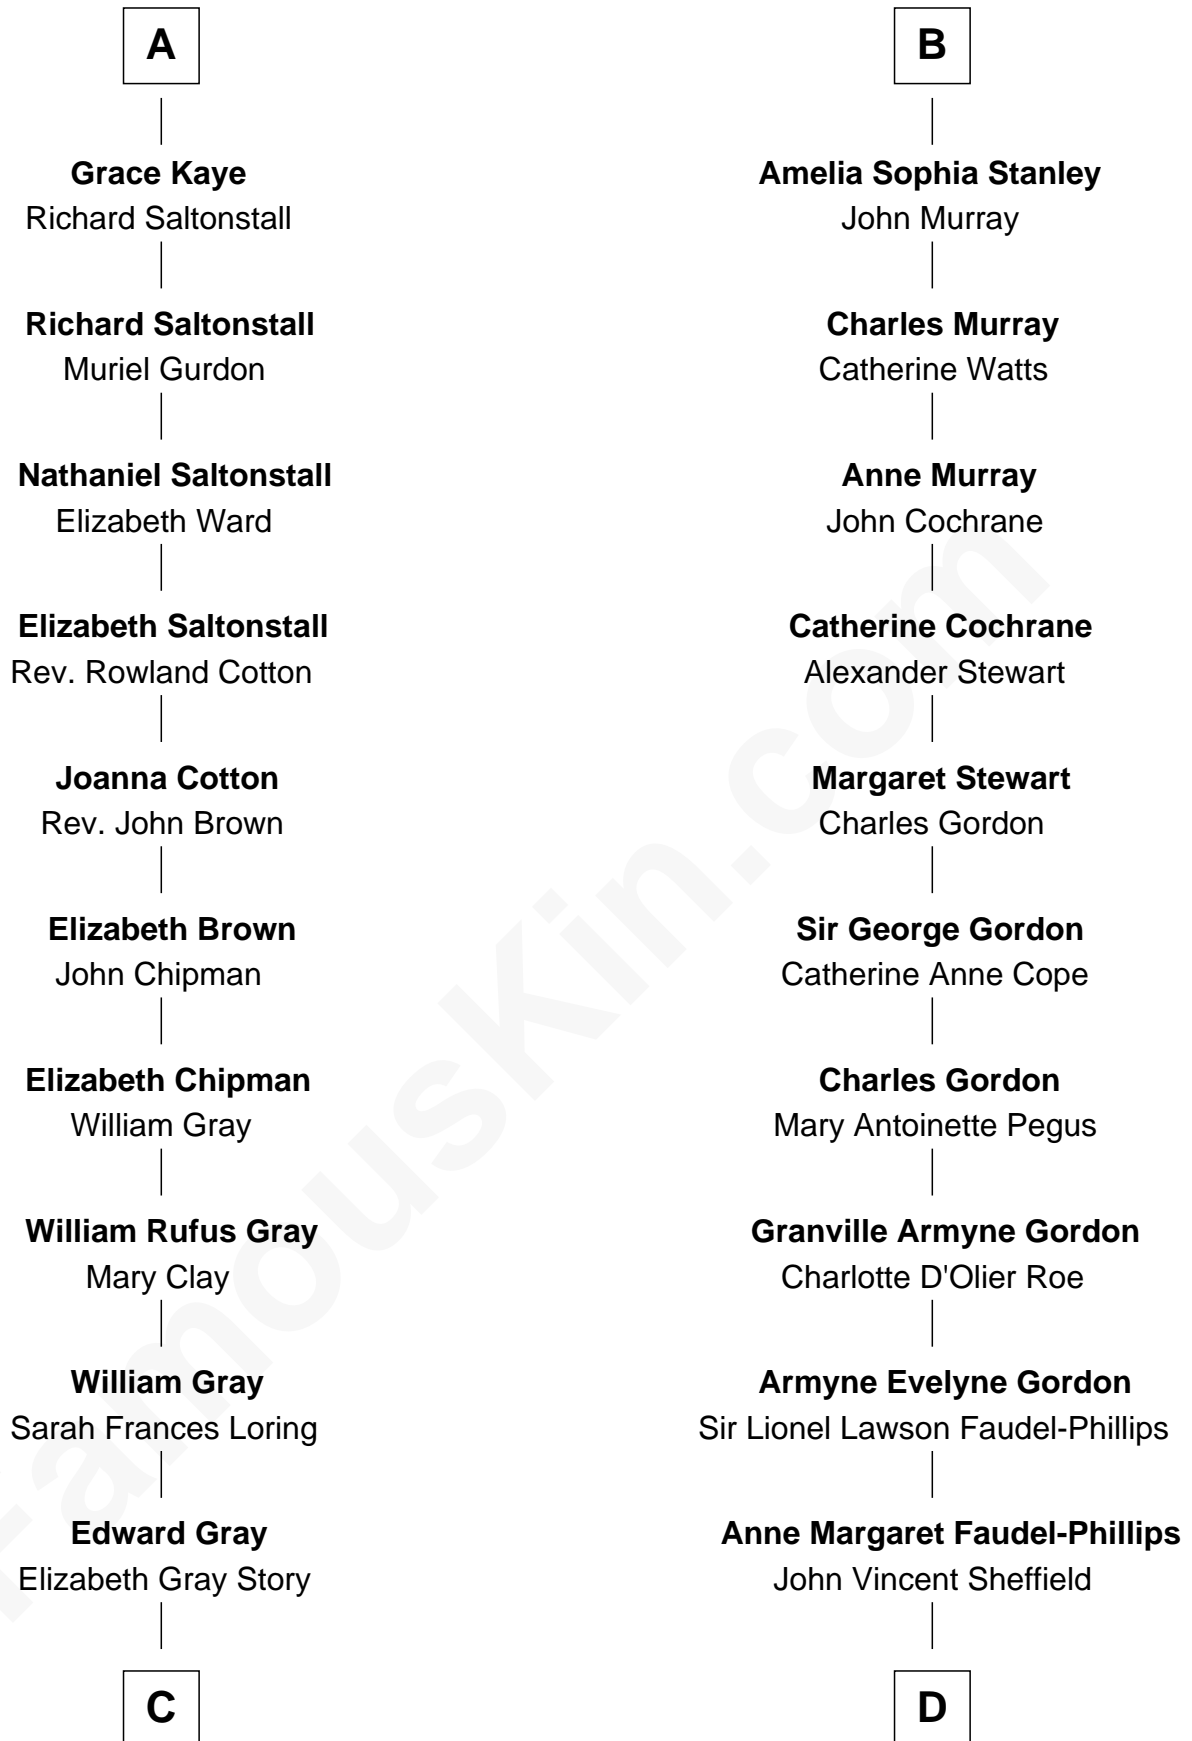 A
Grace Kaye
Richard Saltonstall
Richard Saltonstall
Muriel Gurdon
Nathaniel Saltonstall
Elizabeth Ward
Elizabeth Saltonstall
Rev. Rowland Cotton
Joanna Cotton
Rev. John Brown
Elizabeth Brown
John Chipman
Elizabeth Chipman
William Gray
William Rufus Gray
Mary Clay
William Gray
Sarah Frances Loring
Edward Gray
Elizabeth Gray Story
C
B
Amelia Sophia Stanley
John Murray
Charles Murray
Catherine Watts
Anne Murray
John Cochrane
Catherine Cochrane
Alexander Stewart
Margaret Stewart
Charles Gordon
Sir George Gordon
Catherine Anne Cope
Charles Gordon
Mary Antoinette Pegus
Granville Armyne Gordon
Charlotte D'Olier Roe
Armyne Evelyne Gordon
Sir Lionel Lawson Faudel-Phillips
Anne Margaret Faudel-Phillips
John Vincent Sheffield
D
FamousKin.com